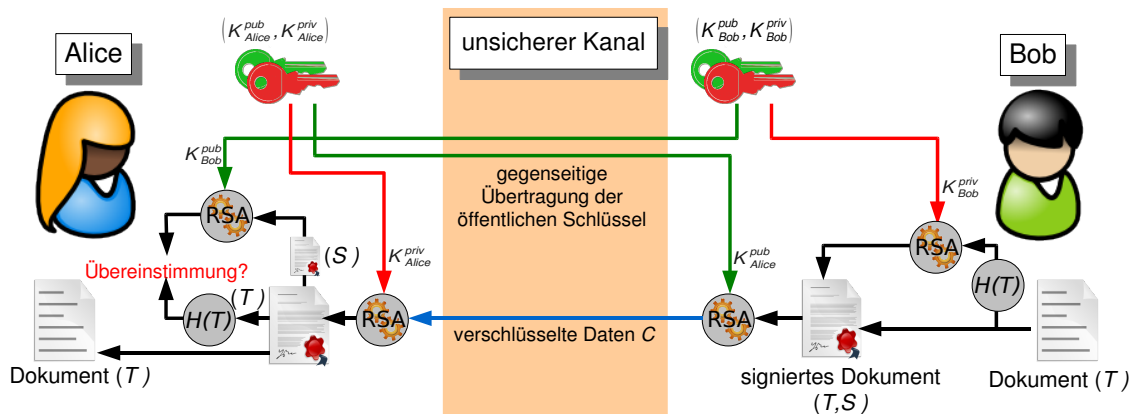 Alice
(K_Alice^pub, K_Alice^priv)
unsicherer Kanal
(K_Bob^pub, K_Bob^priv)
Bob
K_Bob^pub
gegenseitige
Übertragung der
öffentlichen Schlüssel
K_Bob^priv
RSA
RSA
Übereinstimmung?
(S)
K_Alice^priv
K_Alice^pub
(T)
H(T)
H(T)
RSA
RSA
verschlüsselte Daten C
Dokument (T)
signiertes Dokument
(T,S)
Dokument (T)